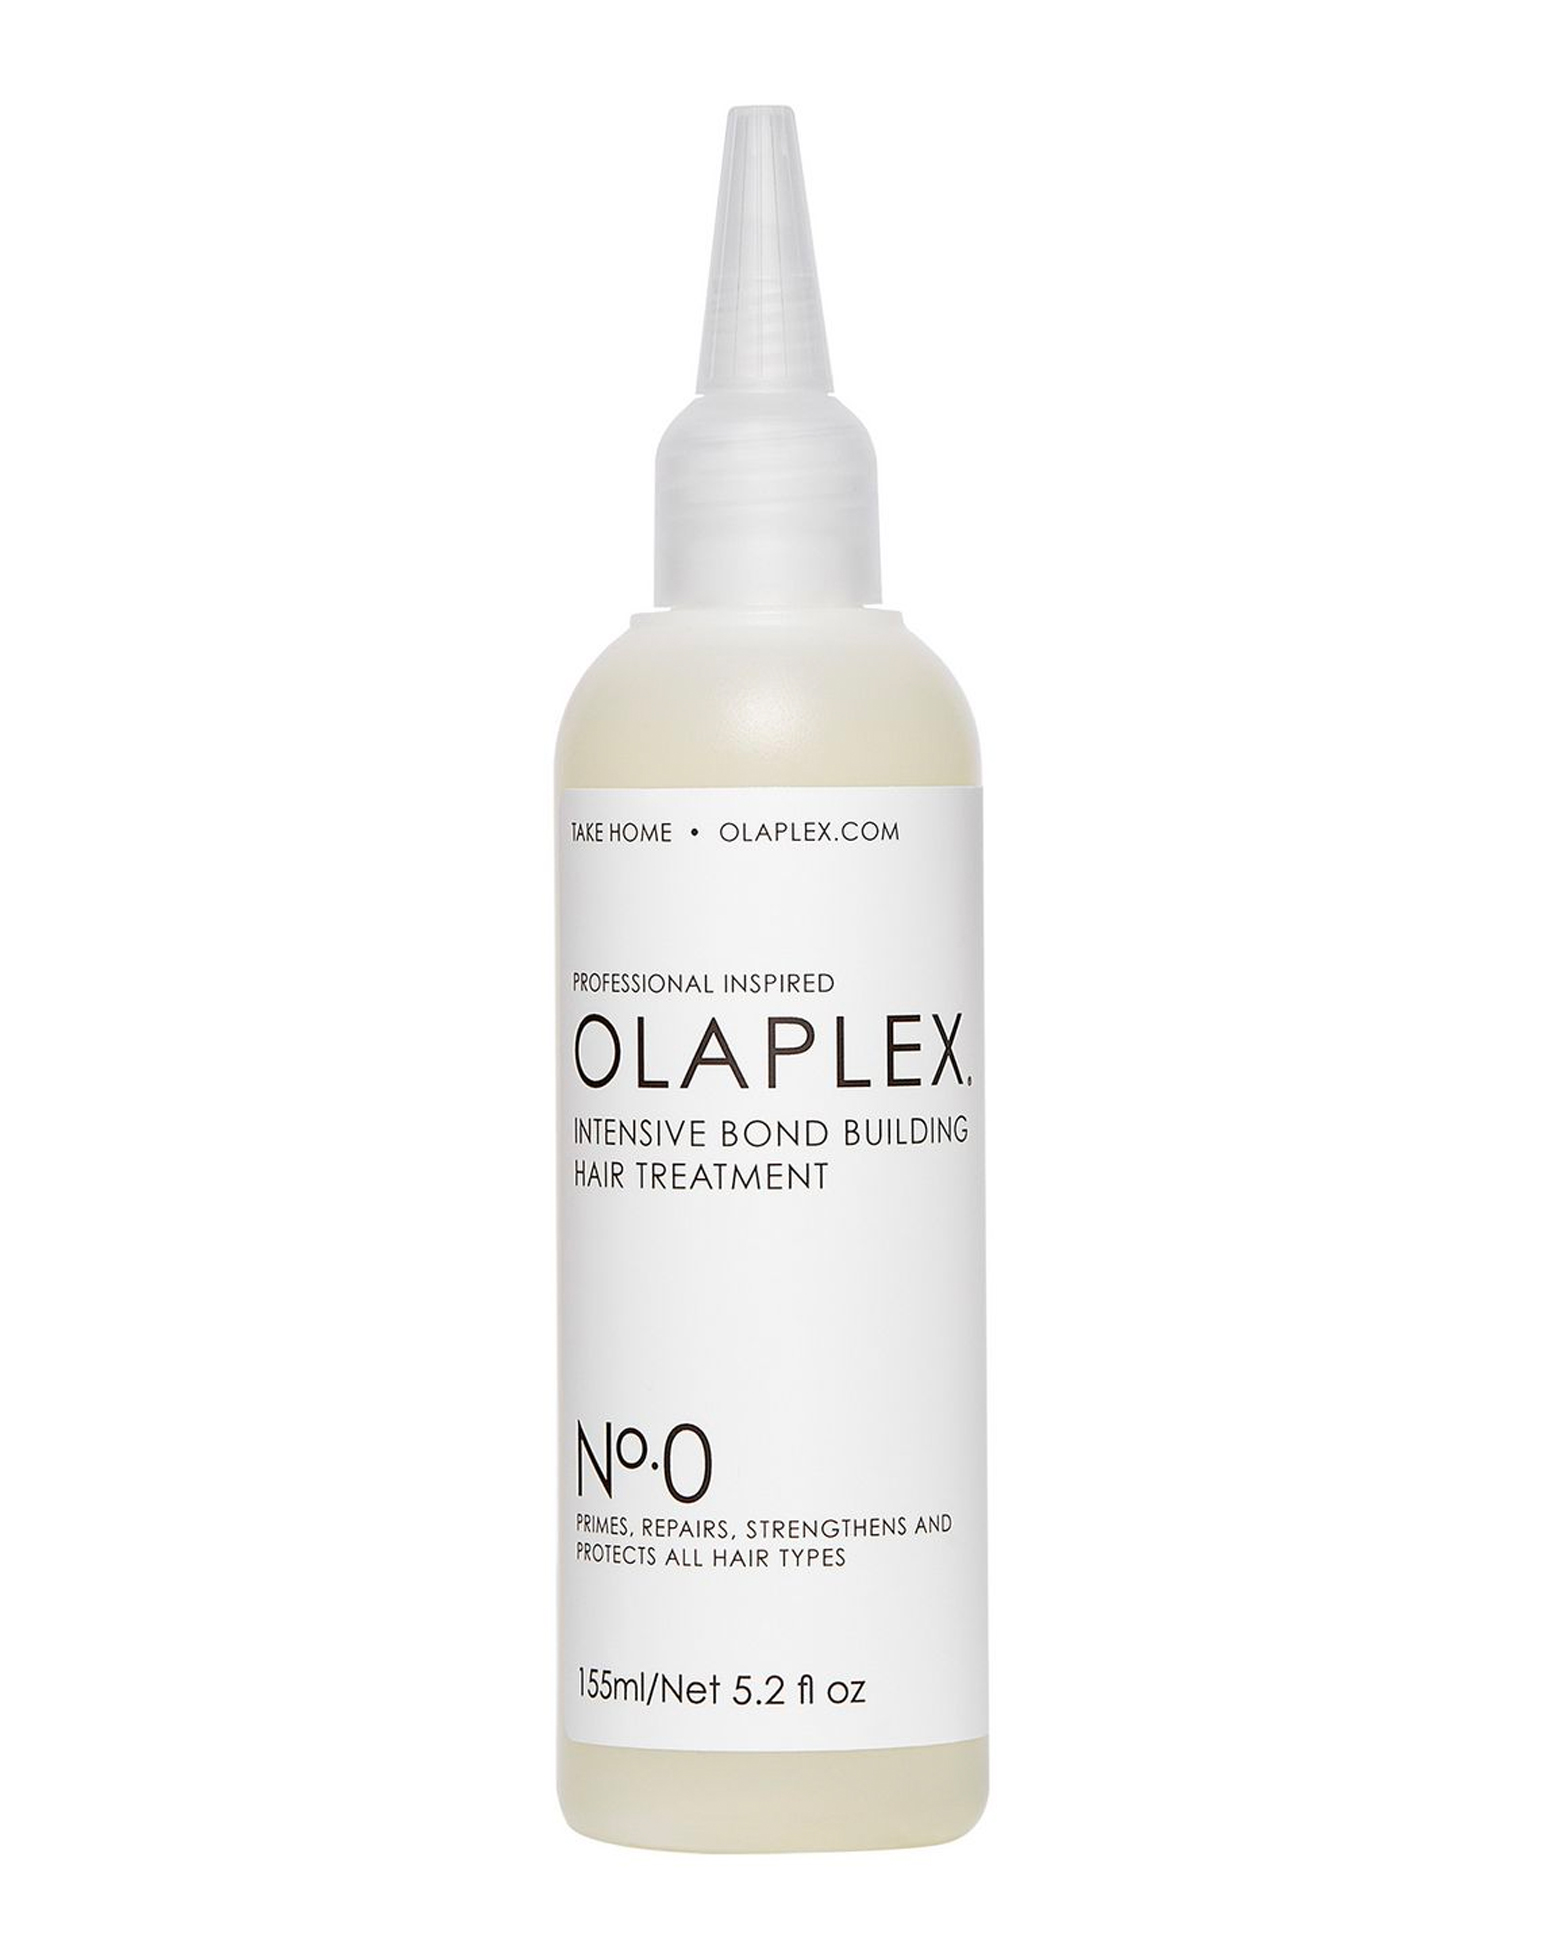 TAKE HOME • OLAPLEX.COM
PROFESSIONAL INSPIRED
OLAPLEX®
INTENSIVE BOND BUILDING
HAIR TREATMENT
Nº.0
PRIMES, REPAIRS, STRENGTHENS AND
PROTECTS ALL HAIR TYPES
155ml/Net 5.2 fl oz